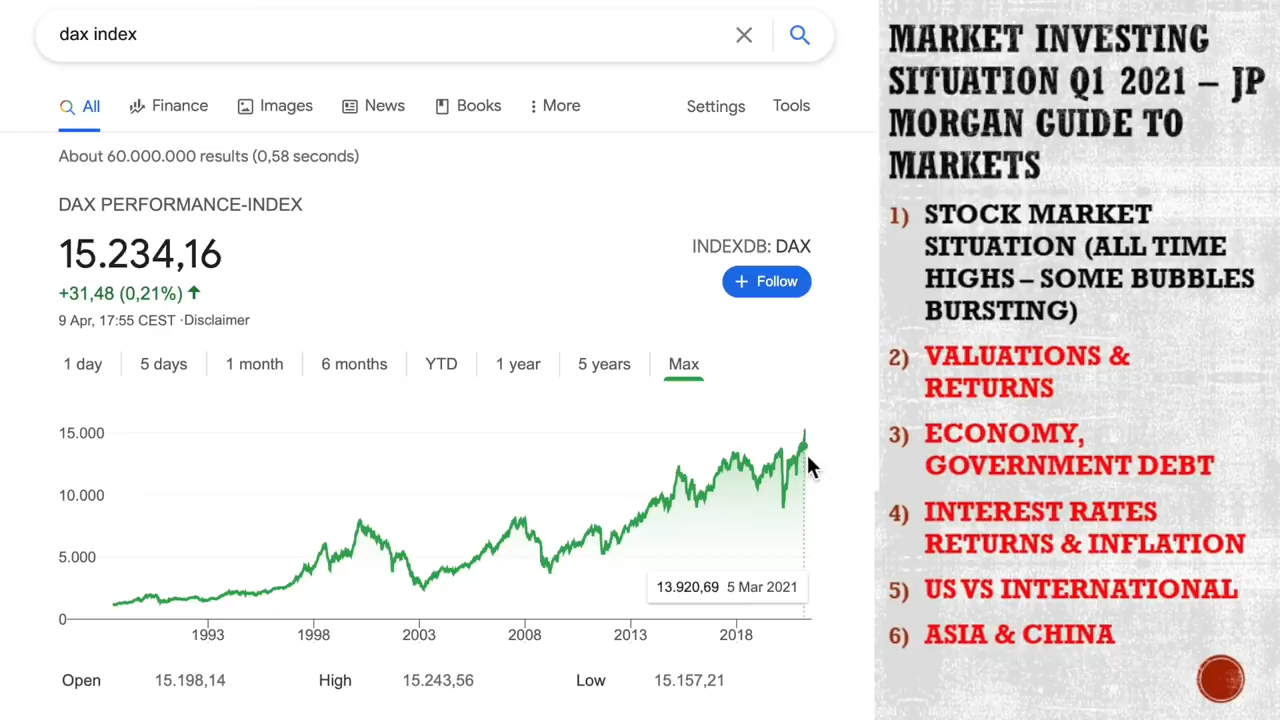 dax index
All
Finance
Images
News
Books
More
Settings
Tools
About 60.000.000 results (0,58 seconds)
DAX PERFORMANCE-INDEX
15.234,16
INDEXDB: DAX
+31,48 (0,21%)
+ Follow
9 Apr, 17:55 CEST ·Disclaimer
1 day
5 days
1 month
6 months
YTD
1 year
5 years
Max
15.000
10.000
5.000
0
13.920,69 5 Mar 2021
1993
1998
2003
2008
2013
2018
Open 15.198,14
High 15.243,56
Low 15.157,21
MARKET INVESTING
SITUATION Q1 2021 – JP
MORGAN GUIDE TO
MARKETS
1) STOCK MARKET
SITUATION (ALL TIME
HIGHS – SOME BUBBLES
BURSTING)
2) VALUATIONS &
RETURNS
3) ECONOMY,
GOVERNMENT DEBT
4) INTEREST RATES
RETURNS & INFLATION
5) US VS INTERNATIONAL
6) ASIA & CHINA